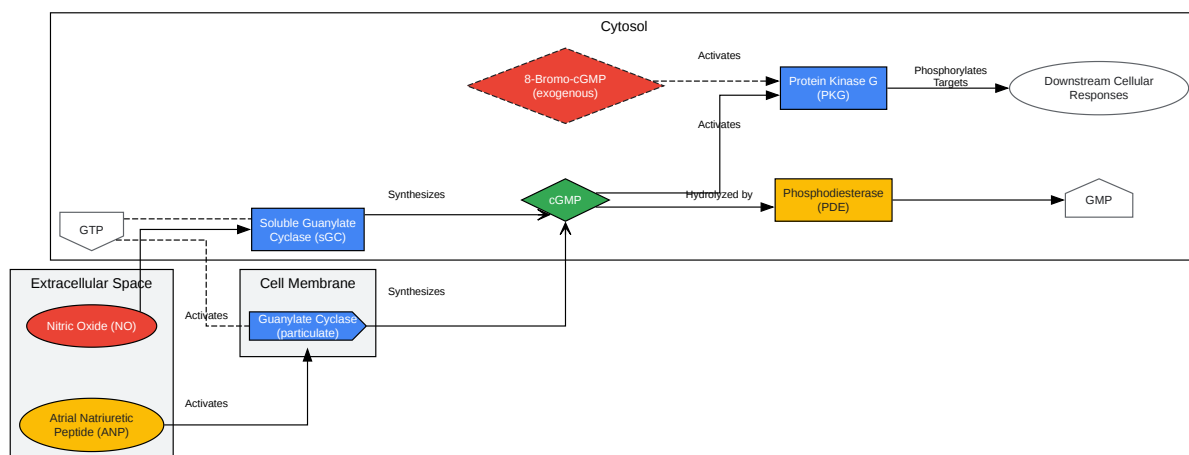 Cytosol
8-Bromo-cGMP
(exogenous)
Activates
Protein Kinase G
(PKG)
Phosphorylates
Targets
Downstream Cellular
Responses
Activates
GTP
Soluble Guanylate
Cyclase (sGC)
Synthesizes
cGMP
Hydrolyzed by
Phosphodiesterase
(PDE)
GMP
Extracellular Space
Nitric Oxide (NO)
Activates
Cell Membrane
Guanylate Cyclase
(particulate)
Synthesizes
Atrial Natriuretic
Peptide (ANP)
Activates